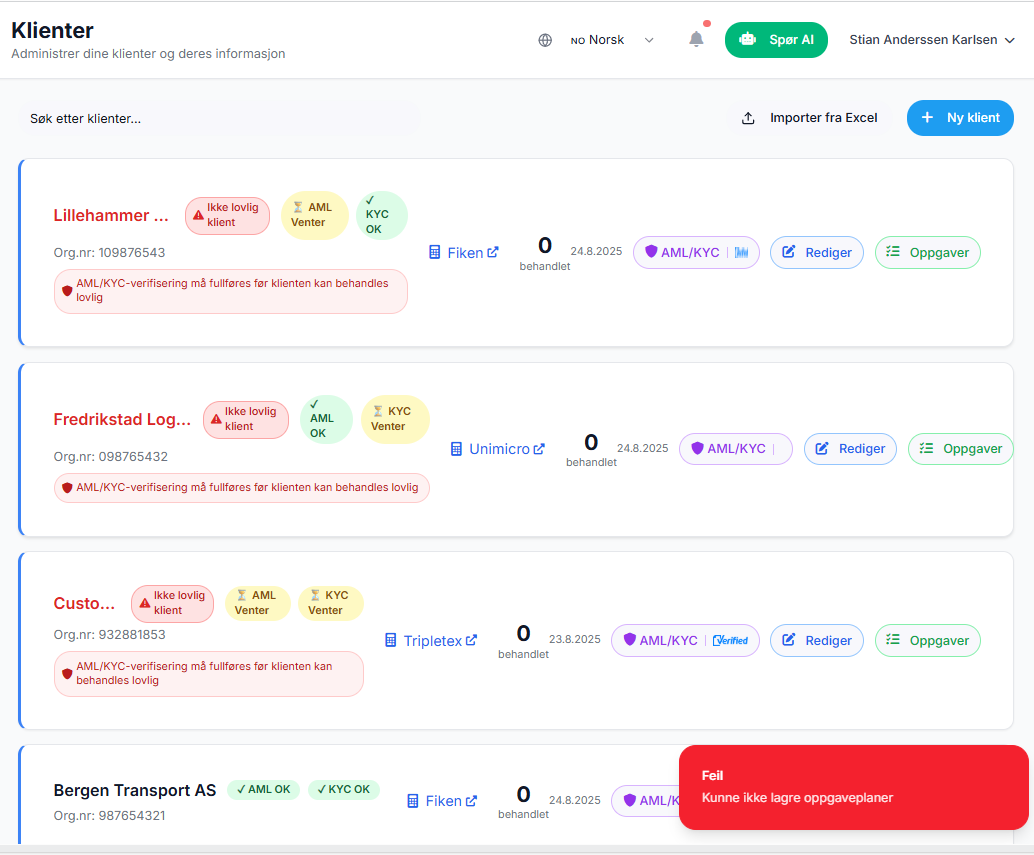 Klienter
Administrer dine klienter og deres informasjon
NO Norsk
Spør AI
Stian Anderssen Karlsen
Søk etter klienter...
Importer fra Excel
+ Ny klient
Lillehammer ...
Ikke lovlig
klient
⏳ AML
Venter
✓
KYC
OK
Org.nr: 109876543
AML/KYC-verifisering må fullføres før klienten kan behandles
lovlig
Fiken
0
behandlet
24.8.2025
AML/KYC
Rediger
Oppgaver
Fredrikstad Log...
Ikke lovlig
klient
✓
AML
OK
⏳ KYC
Venter
Org.nr: 098765432
AML/KYC-verifisering må fullføres før klienten kan behandles lovlig
Unimicro
0
behandlet
24.8.2025
AML/KYC
Rediger
Oppgaver
Custo...
Ikke lovlig
klient
⏳ AML
Venter
⏳ KYC
Venter
Org.nr: 932881853
AML/KYC-verifisering må fullføres før klienten kan
behandles lovlig
Tripletex
0
behandlet
23.8.2025
AML/KYC
Verified
Rediger
Oppgaver
Bergen Transport AS
✓ AML OK
✓ KYC OK
Org.nr: 987654321
Fiken
0
behandlet
24.8.2025
AML/K
Feil
Kunne ikke lagre oppgaveplaner